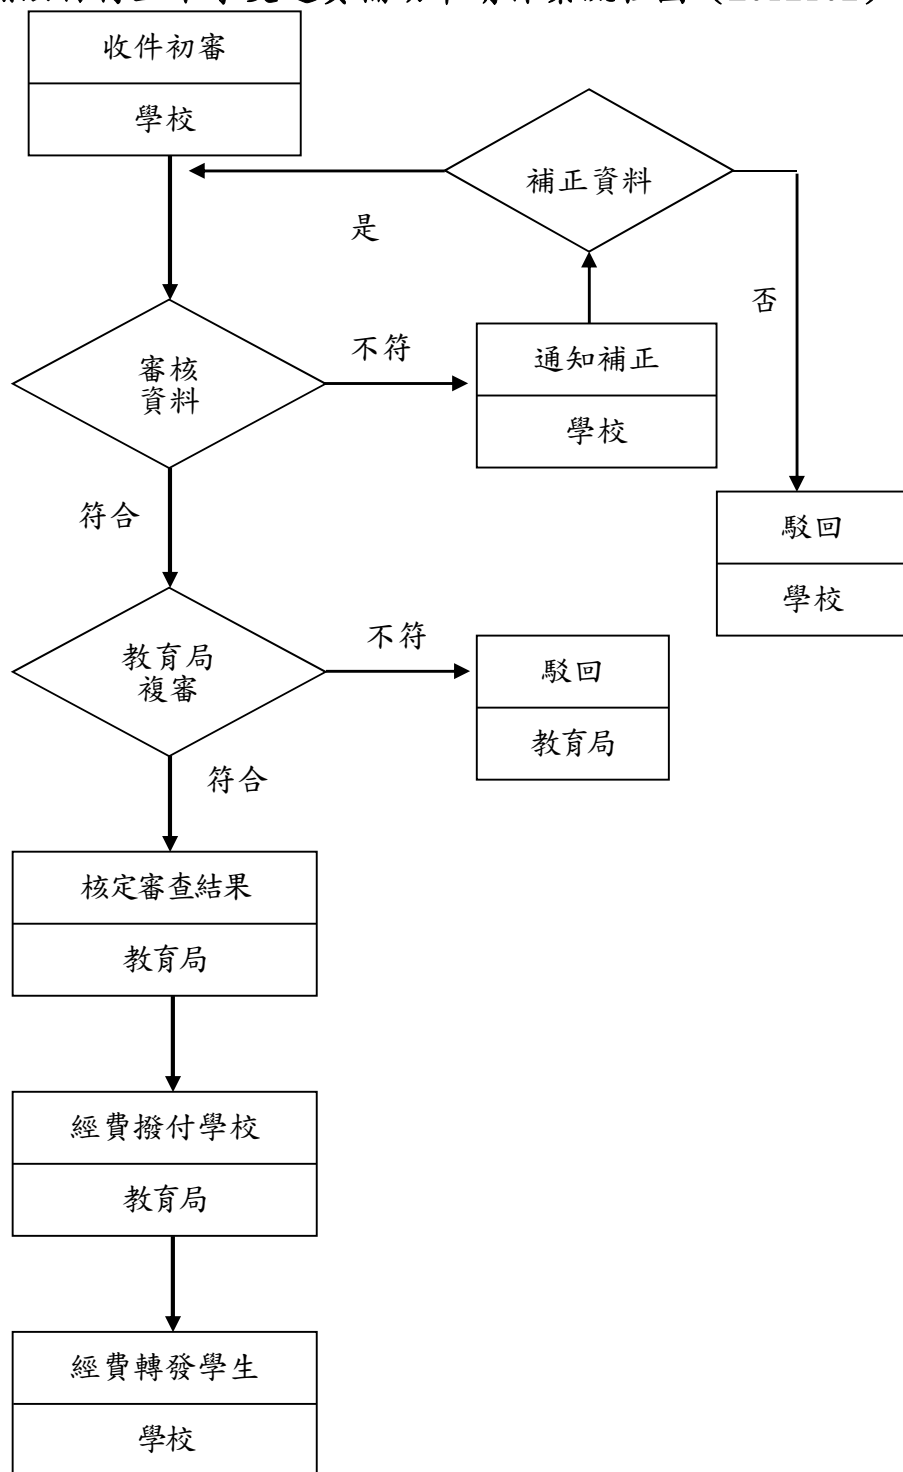 收件初審
學校
補正資料
是
否
審核
資料
不符
通知補正
學校
符合
駁回
學校
教育局
複審
不符
駁回
教育局
符合
核定審查結果
教育局
經費撥付學校
教育局
經費轉發學生
學校